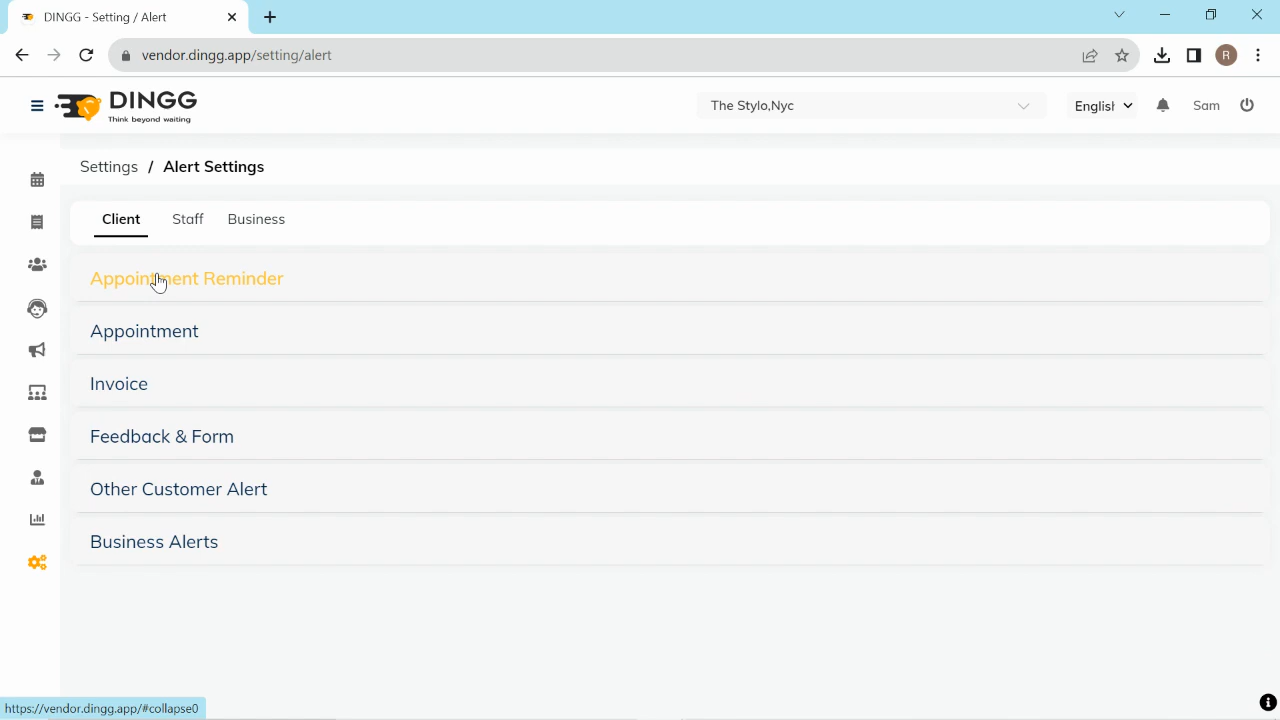 DINGG - Setting / Alert
vendor.dingg.app/setting/alert
R
DINGG
Think beyond waiting
The Stylo,Nyc
English
Sam
Settings / Alert Settings
Client Staff Business
Appointment Reminder
Appointment
Invoice
Feedback & Form
Other Customer Alert
Business Alerts
https://vendor.dingg.app/#collapse0